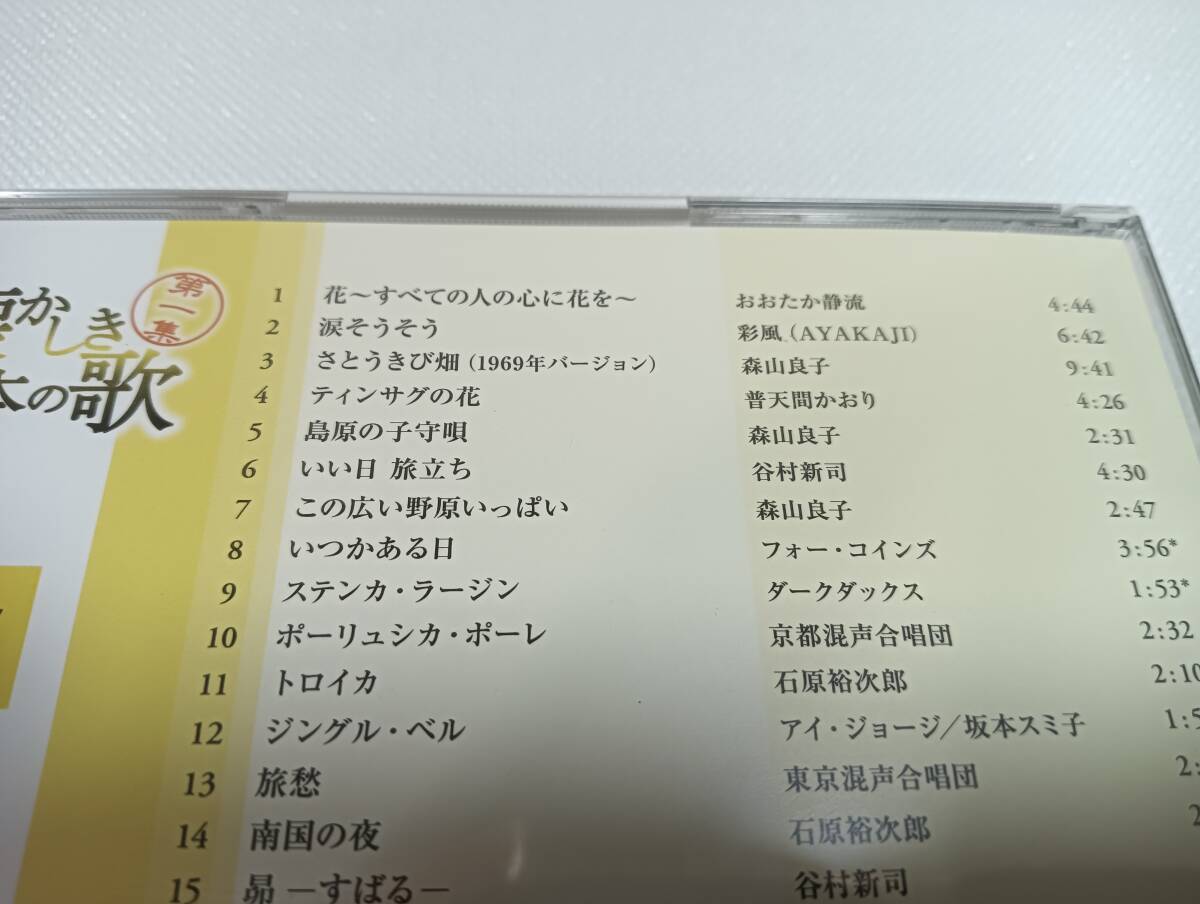 第一集
懐かしき
本の歌
1 花～すべての人の心に花を～ おおたか静流 4:44
2 涙そうそう 彩風(AYAKAJI) 6:42
3 さとうきび畑(1969年バージョン) 森山良子 9:41
4 ティンサグの花 普天間かおり 4:26
5 島原の子守唄 森山良子 2:31
6 いい日 旅立ち 谷村新司 4:30
7 この広い野原いっぱい 森山良子 2:47
8 いつかある日 フォー・コインズ 3:56*
9 ステンカ・ラージン ダークダックス 1:53*
10 ポーリュシカ・ポーレ 京都混声合唱団 2:32
11 トロイカ 石原裕次郎 2:10
12 ジングル・ベル アイ・ジョージ/坂本スミ子 1:5
13 旅愁 東京混声合唱団 2:
14 南国の夜 石原裕次郎 2
15 昴 ―すばる― 谷村新司